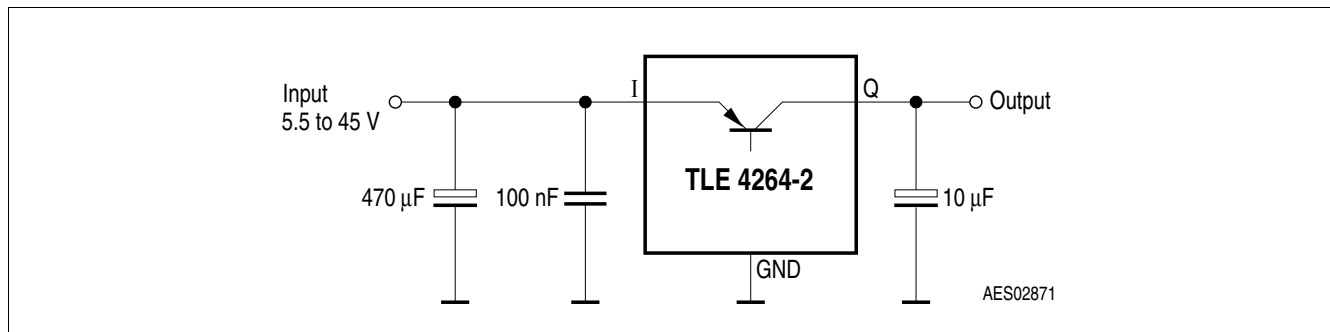 Input
5.5 to 45 V
I
Q
Output
TLE 4264-2
470 µF
100 nF
10 µF
GND
AES02871